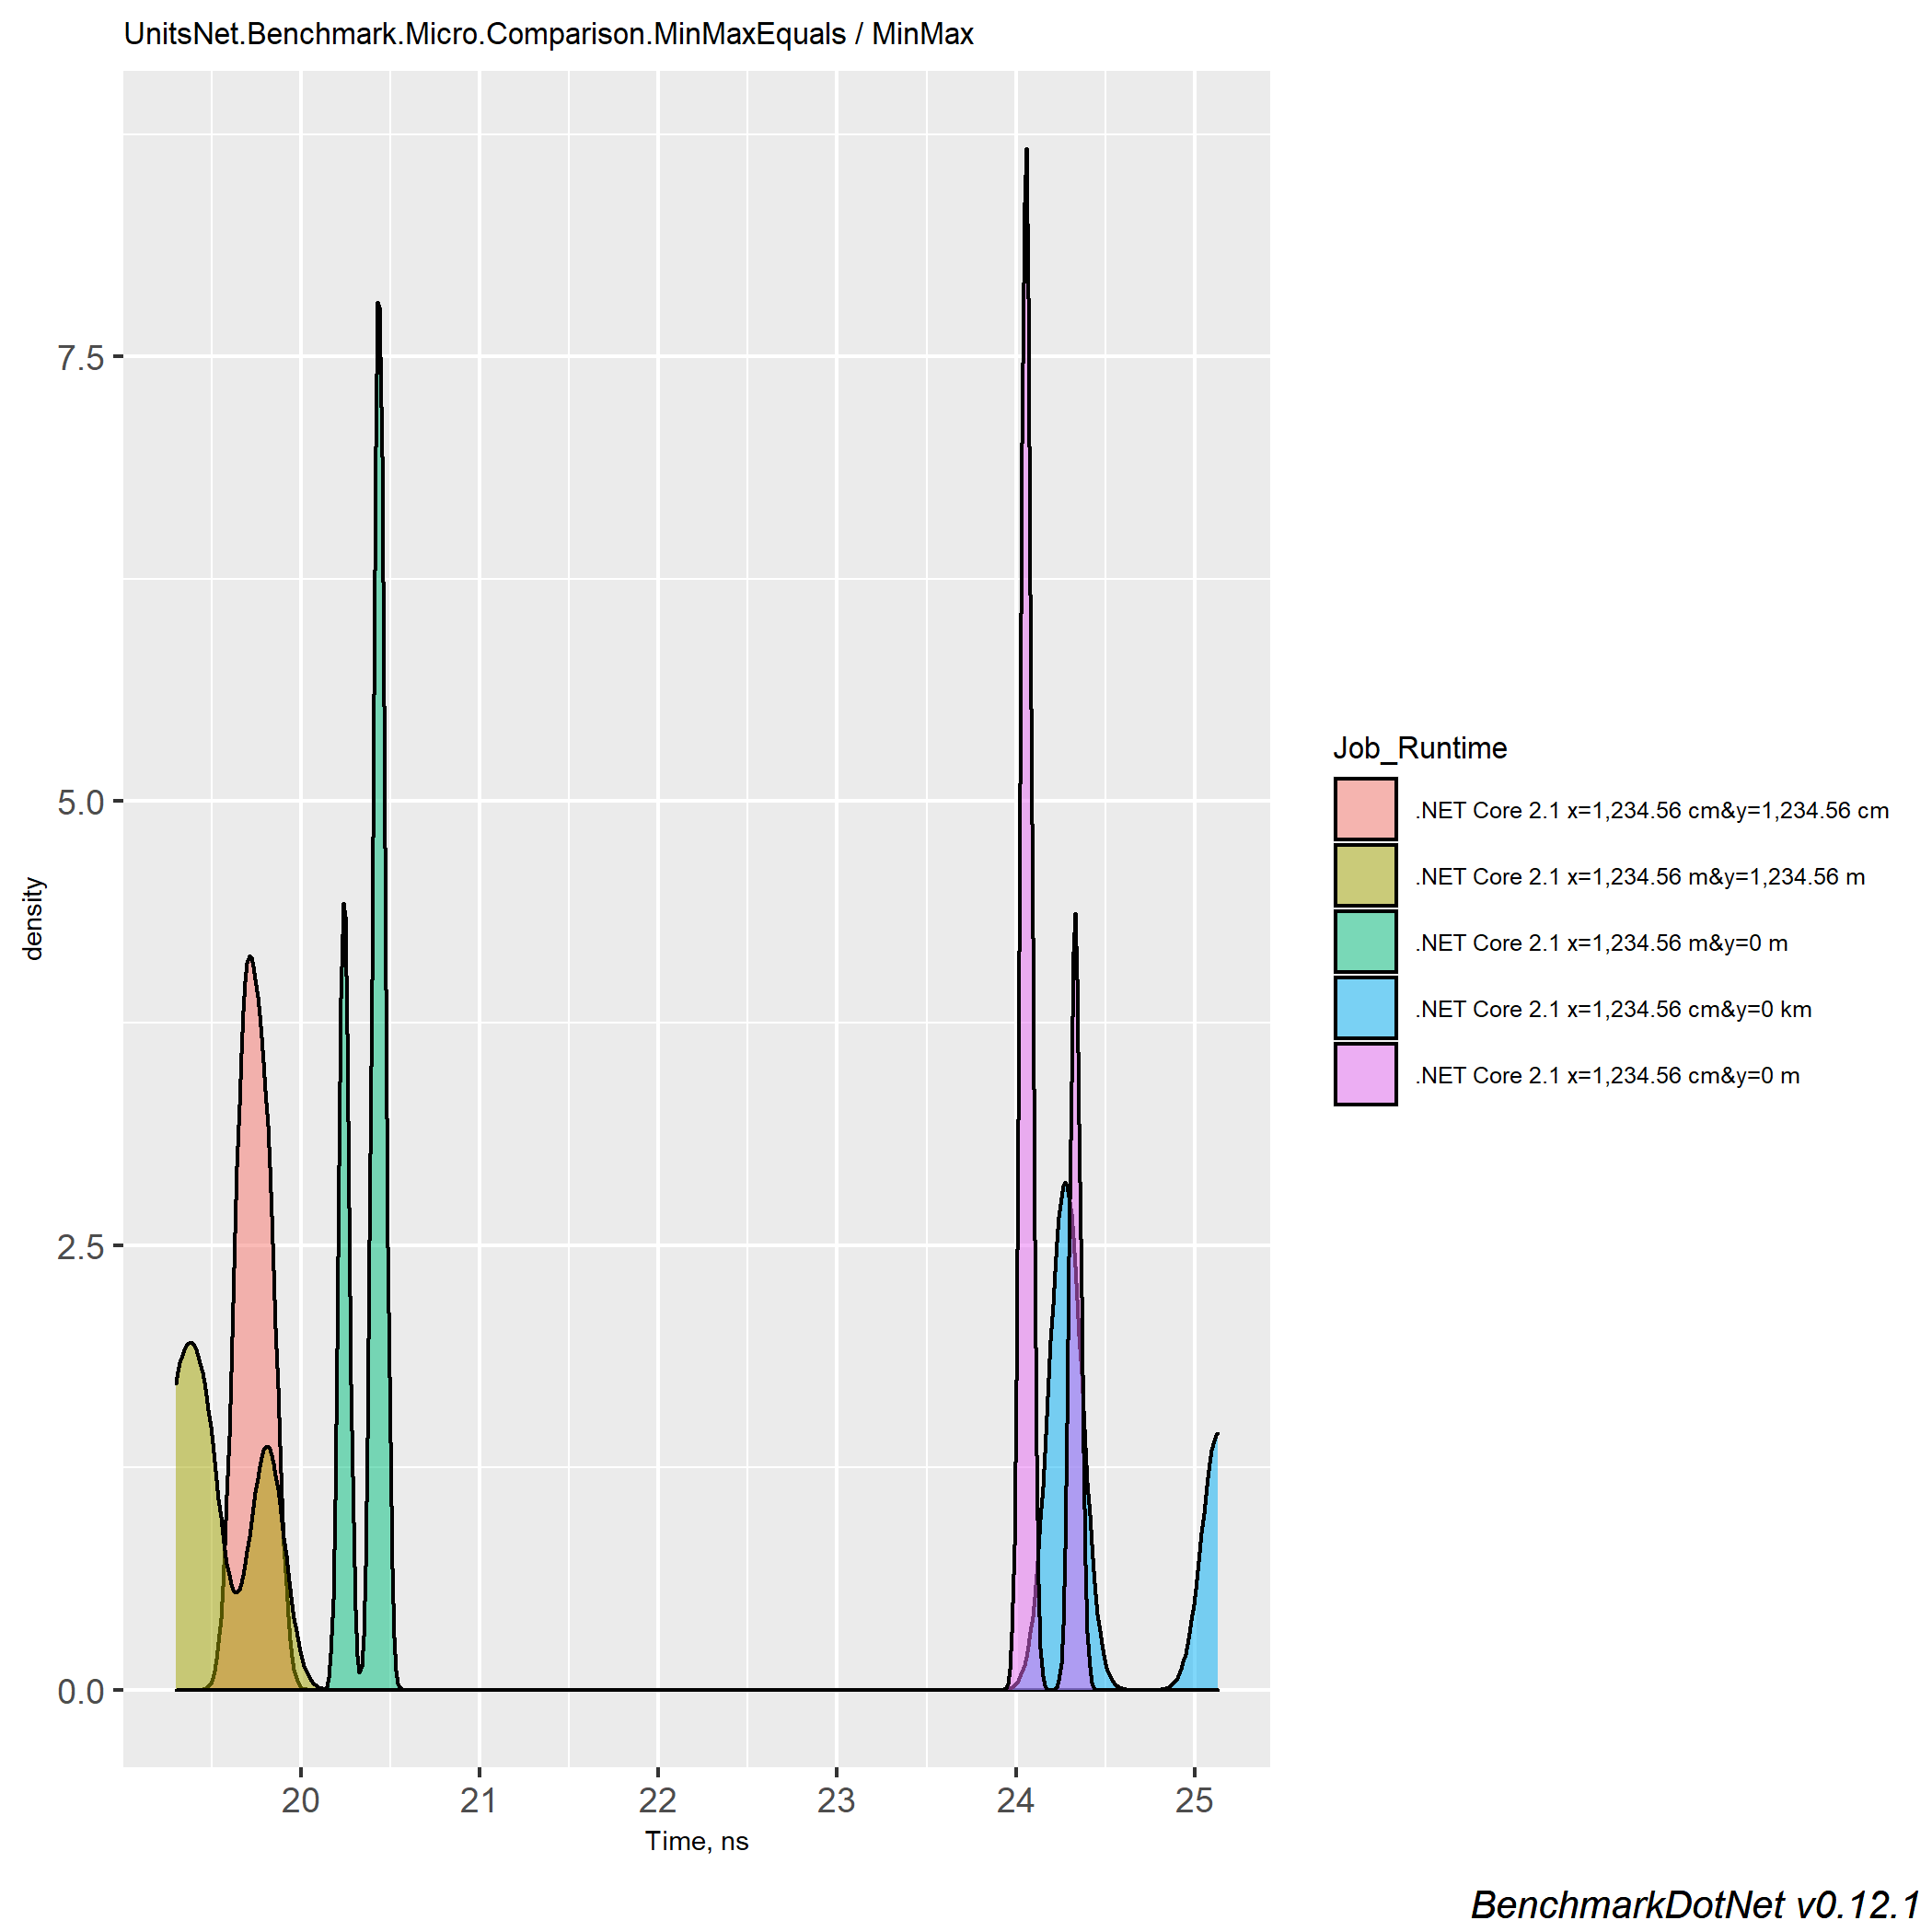 UnitsNet.Benchmark.Micro.Comparison.MinMaxEquals / MinMax
7.5
5.0
2.5
0.0
density
20 21 22 23 24 25
Time, ns
Job_Runtime
.NET Core 2.1 x=1,234.56 cm&y=1,234.56 cm
.NET Core 2.1 x=1,234.56 m&y=1,234.56 m
.NET Core 2.1 x=1,234.56 m&y=0 m
.NET Core 2.1 x=1,234.56 cm&y=0 km
.NET Core 2.1 x=1,234.56 cm&y=0 m
BenchmarkDotNet v0.12.1